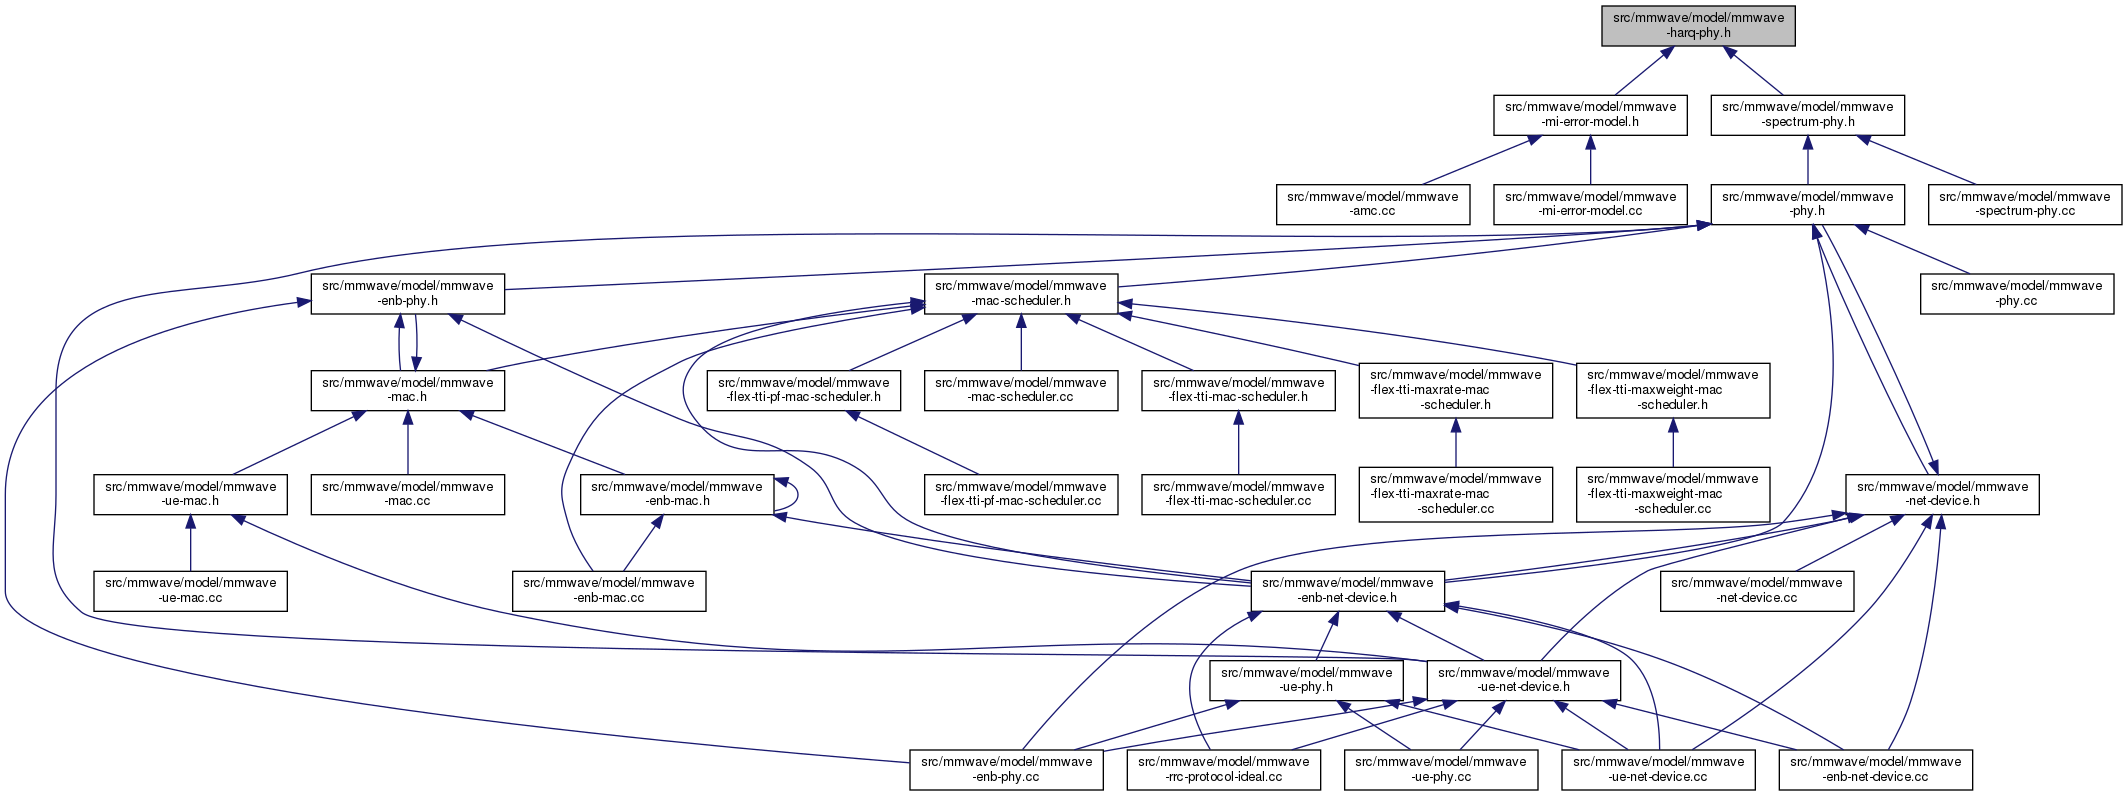 src/mmwave/model/mmwave
-harq-phy.h
src/mmwave/model/mmwave
-mi-error-model.h
src/mmwave/model/mmwave
-spectrum-phy.h
src/mmwave/model/mmwave
-amc.cc
src/mmwave/model/mmwave
-mi-error-model.cc
src/mmwave/model/mmwave
-phy.h
src/mmwave/model/mmwave
-spectrum-phy.cc
src/mmwave/model/mmwave
-enb-phy.h
src/mmwave/model/mmwave
-mac-scheduler.h
src/mmwave/model/mmwave
-phy.cc
src/mmwave/model/mmwave
-mac.h
src/mmwave/model/mmwave
-flex-tti-pf-mac-scheduler.h
src/mmwave/model/mmwave
-mac-scheduler.cc
src/mmwave/model/mmwave
-flex-tti-mac-scheduler.h
src/mmwave/model/mmwave
-flex-tti-maxrate-mac
-scheduler.h
src/mmwave/model/mmwave
-flex-tti-maxweight-mac
-scheduler.h
src/mmwave/model/mmwave
-ue-mac.h
src/mmwave/model/mmwave
-mac.cc
src/mmwave/model/mmwave
-enb-mac.h
src/mmwave/model/mmwave
-flex-tti-pf-mac-scheduler.cc
src/mmwave/model/mmwave
-flex-tti-mac-scheduler.cc
src/mmwave/model/mmwave
-flex-tti-maxrate-mac
-scheduler.cc
src/mmwave/model/mmwave
-flex-tti-maxweight-mac
-scheduler.cc
src/mmwave/model/mmwave
-net-device.h
src/mmwave/model/mmwave
-ue-mac.cc
src/mmwave/model/mmwave
-enb-mac.cc
src/mmwave/model/mmwave
-enb-net-device.h
src/mmwave/model/mmwave
-net-device.cc
src/mmwave/model/mmwave
-ue-phy.h
src/mmwave/model/mmwave
-ue-net-device.h
src/mmwave/model/mmwave
-enb-phy.cc
src/mmwave/model/mmwave
-rrc-protocol-ideal.cc
src/mmwave/model/mmwave
-ue-phy.cc
src/mmwave/model/mmwave
-ue-net-device.cc
src/mmwave/model/mmwave
-enb-net-device.cc